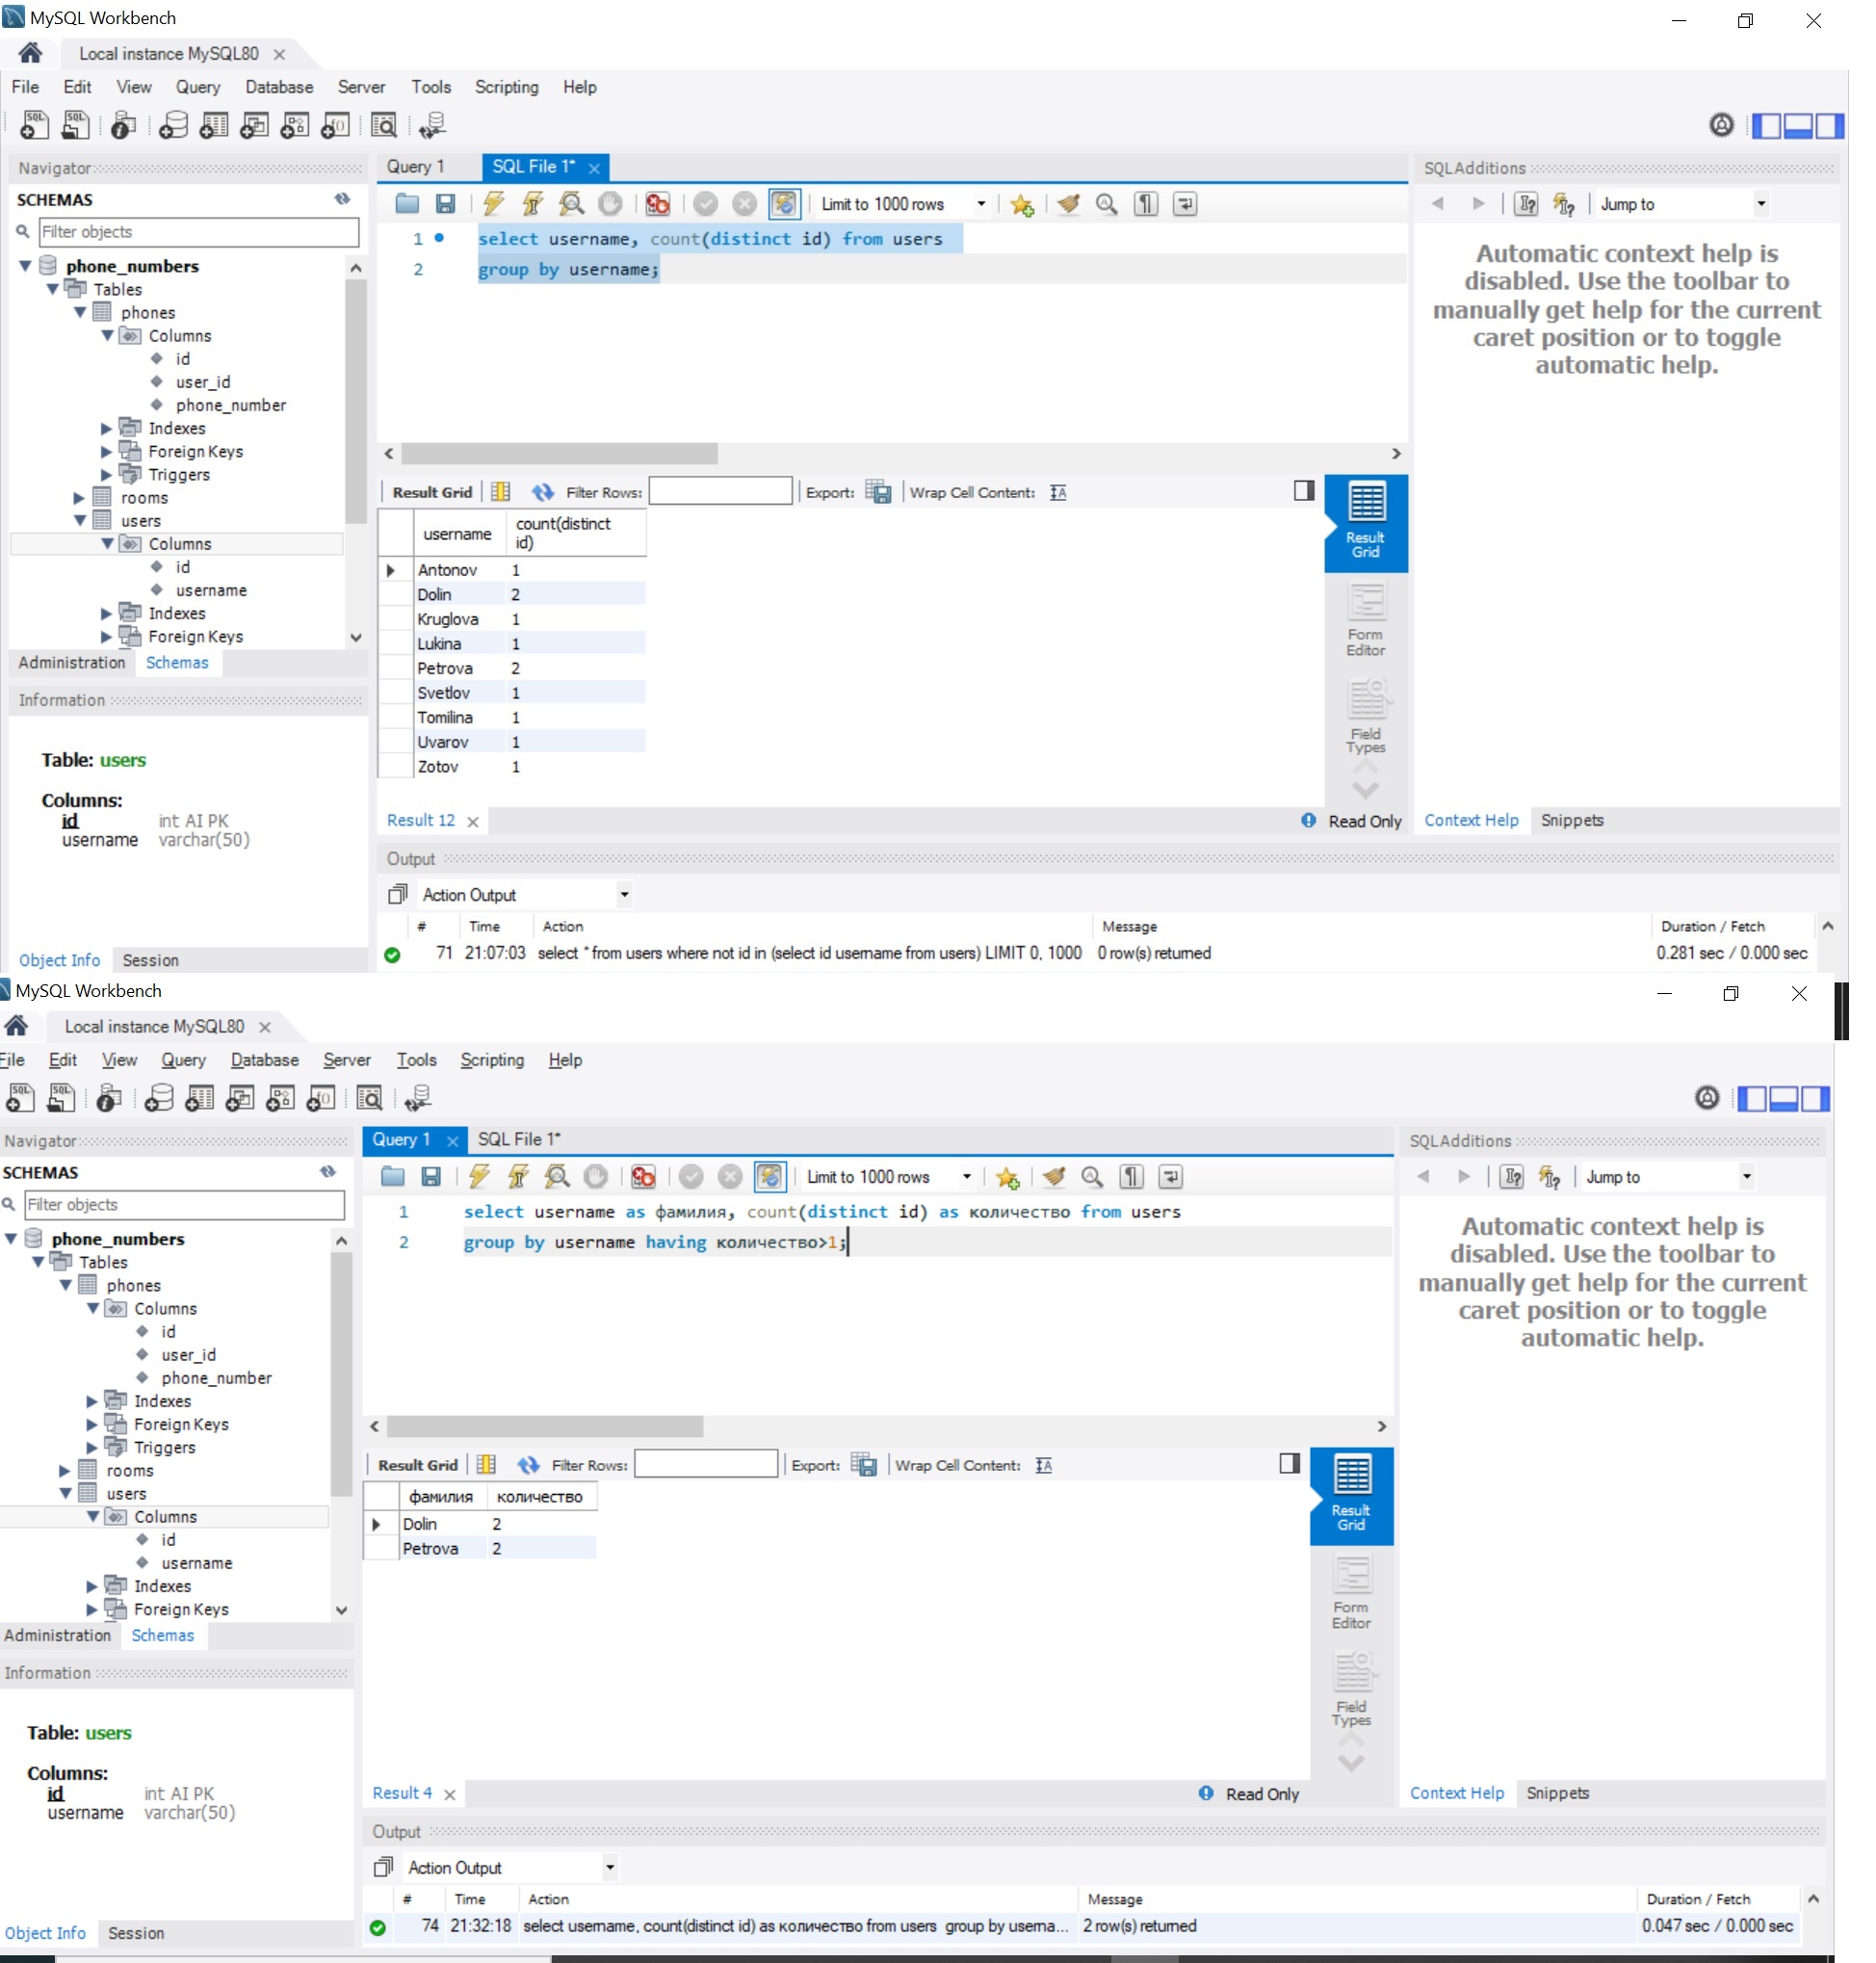 MySQL Workbench
Local instance MySQL80
File Edit View Query Database Server Tools Scripting Help
Navigator
SCHEMAS
Filter objects
phone_numbers
Tables
phones
Columns
id
user_id
phone_number
Indexes
Foreign Keys
Triggers
rooms
users
Columns
id
username
Indexes
Foreign Keys
Administration Schemas
Information
Table: users
Columns:
id int AI PK
username varchar(50)
Object Info Session
Query 1 SQL File 1*
Limit to 1000 rows
1 select username, count(distinct id) from users
2 group by username;
Result Grid Filter Rows: Export: Wrap Cell Content:
username count(distinct
id)
Antonov 1
Dolin 2
Kruglova 1
Lukina 1
Petrova 2
Svetlov 1
Tomilina 1
Uvarov 1
Zotov 1
Result
Grid
Form
Editor
Field
Types
Result 12 Read Only
SQLAdditions
Jump to
Automatic context help is
disabled. Use the toolbar to
manually get help for the current
caret position or to toggle
automatic help.
Context Help Snippets
Output
Action Output
# Time Action Message Duration / Fetch
71 21:07:03 select * from users where not id in (select id username from users) LIMIT 0, 1000 0 row(s) returned 0.281 sec / 0.000 sec
MySQL Workbench
Local instance MySQL80
File Edit View Query Database Server Tools Scripting Help
Navigator
SCHEMAS
Filter objects
phone_numbers
Tables
phones
Columns
id
user_id
phone_number
Indexes
Foreign Keys
Triggers
rooms
users
Columns
id
username
Indexes
Foreign Keys
Administration Schemas
Information
Table: users
Columns:
id int AI PK
username varchar(50)
Object Info Session
Query 1 SQL File 1*
Limit to 1000 rows
1 select username as фамилия, count(distinct id) as количество from users
2 group by username having количество>1;
Result Grid Filter Rows: Export: Wrap Cell Content:
фамилия количество
Dolin 2
Petrova 2
Result
Grid
Form
Editor
Field
Types
Result 4 Read Only
SQLAdditions
Jump to
Automatic context help is
disabled. Use the toolbar to
manually get help for the current
caret position or to toggle
automatic help.
Context Help Snippets
Output
Action Output
# Time Action Message Duration / Fetch
74 21:32:18 select username, count(distinct id) as количество from users group by userna... 2 row(s) returned 0.047 sec / 0.000 sec